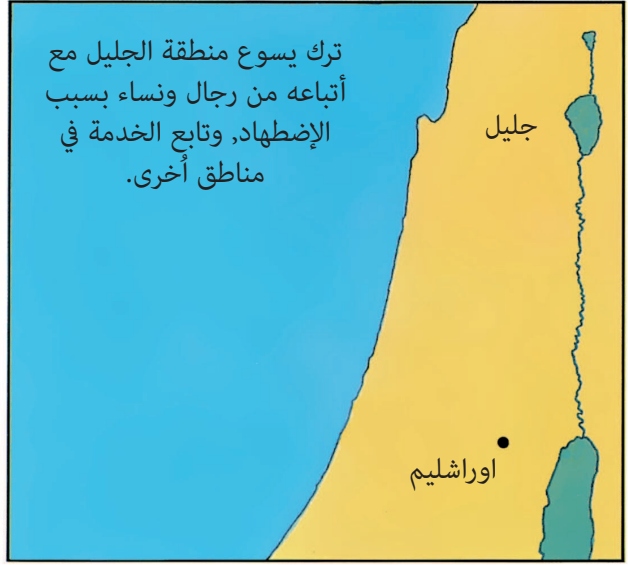 ترك يسوع منطقة الجليل مع
أتباعه من رجال ونساء بسبب
الإضطهاد, وتابع الخدمة في
مناطق اُخرى.
جليل
اوراشليم